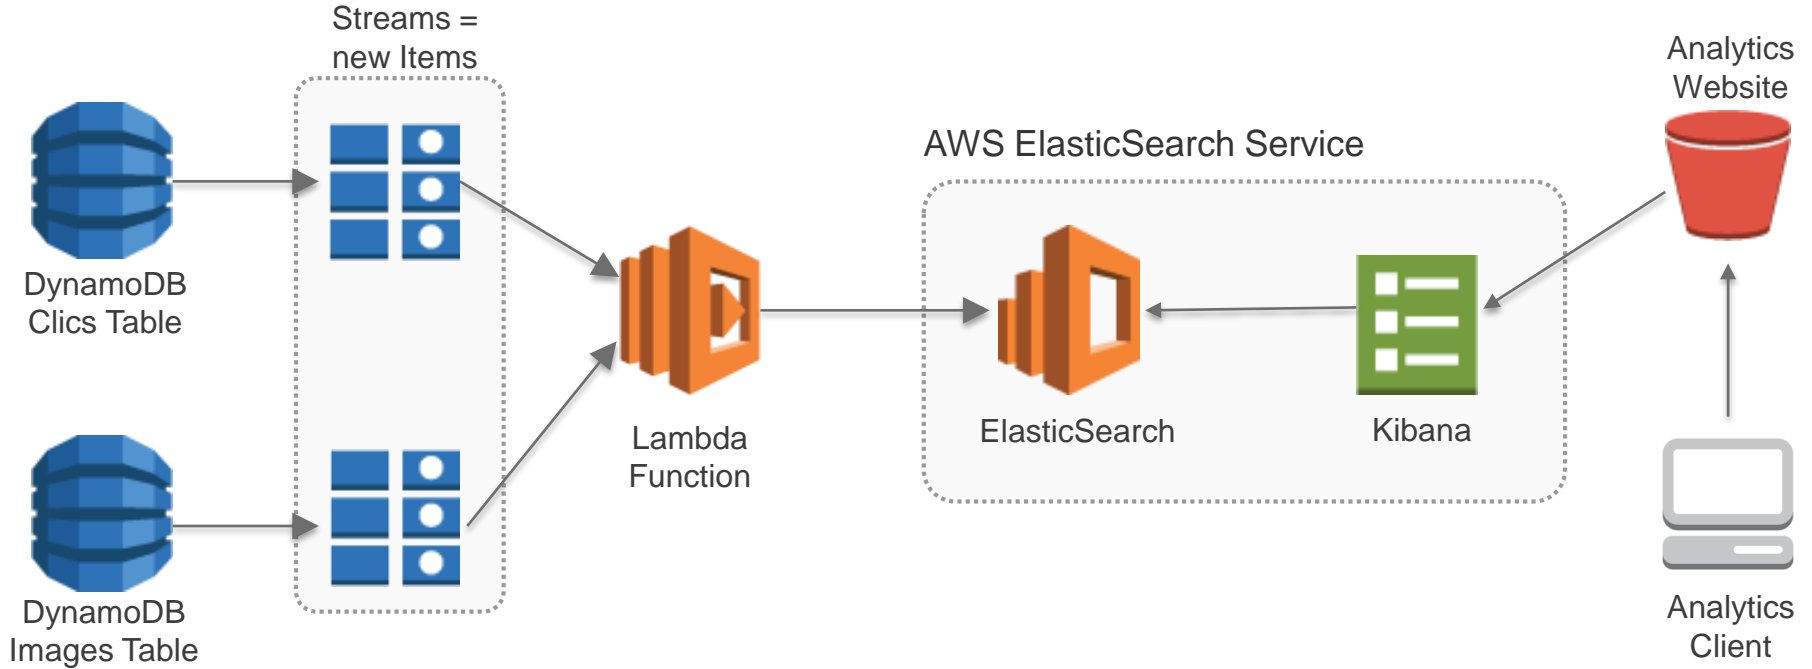 Streams =
new Items
Analytics
Website
AWS ElasticSearch Service
DynamoDB
Clics Table
Lambda
Function
ElasticSearch
Kibana
DynamoDB
Images Table
Analytics
Client